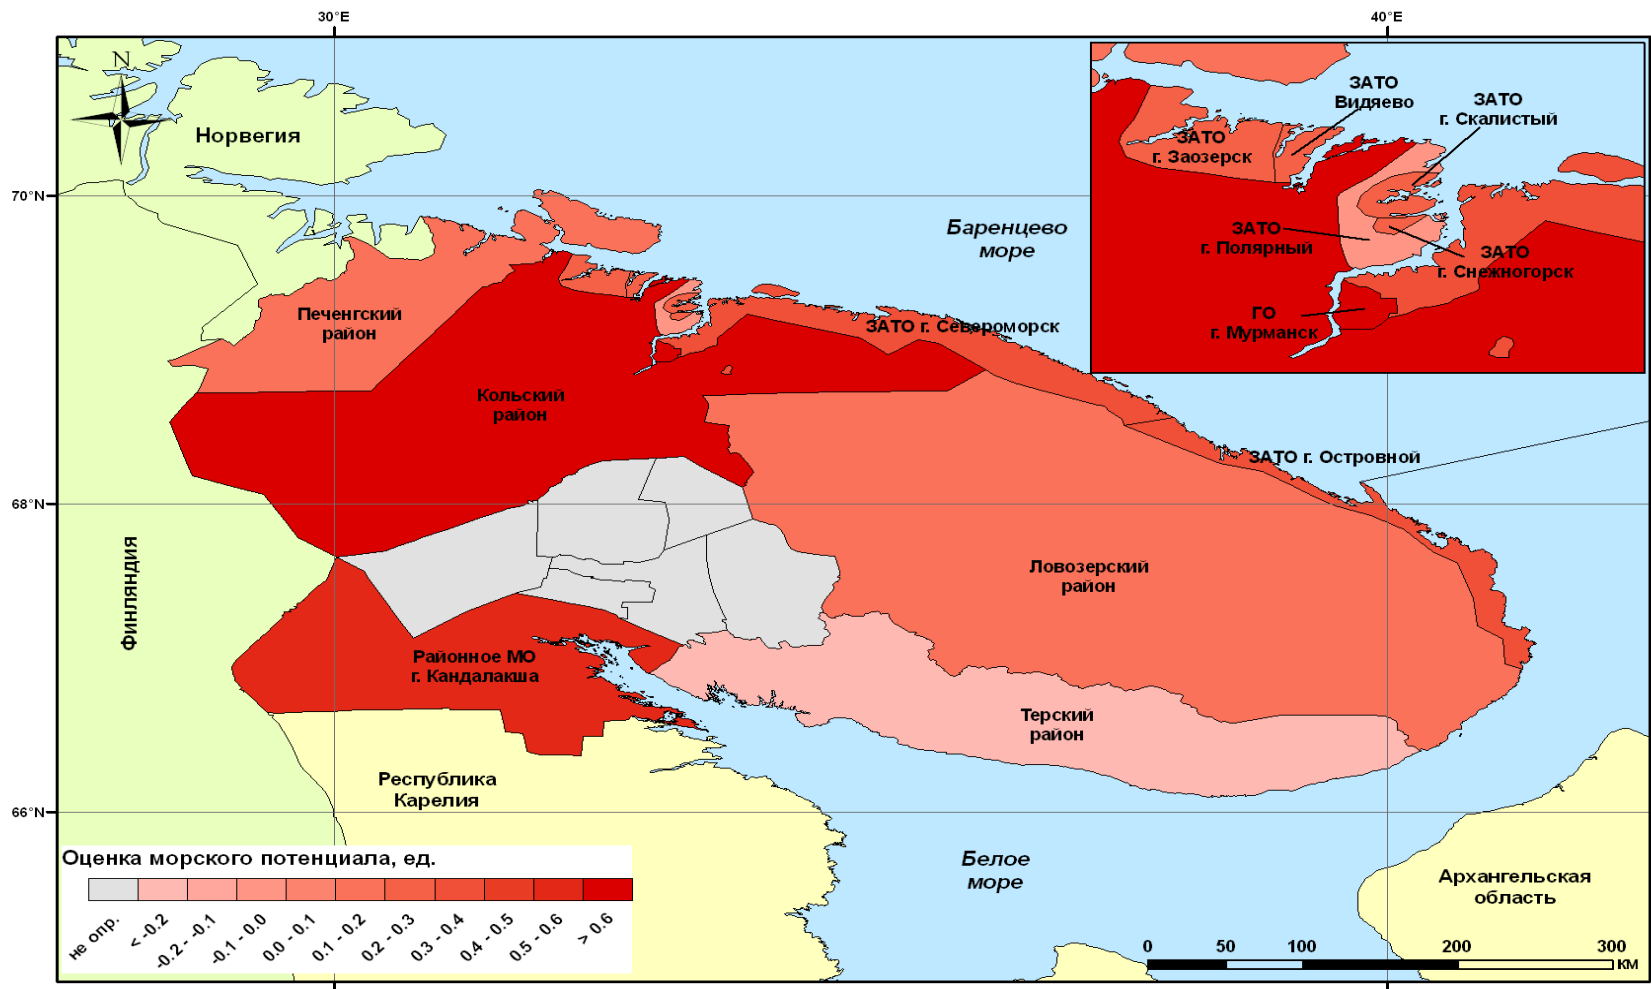 30°E
40°E
N
Норвегия
70°N
Баренцево
море
ЗАТО
Видяево
ЗАТО
г. Скалистый
ЗАТО
г. Заозерск
ЗАТО
г. Полярный
ЗАТО
г. Снежногорск
ГО
г. Мурманск
Печенгский
район
ЗАТО г. Североморск
Кольский
район
ЗАТО г. Островной
68°N
Финляндия
Ловозерский
район
Районное МО
г. Кандалакша
Терский
район
Республика
Карелия
66°N
Белое
море
Архангельская
область
Оценка морского потенциала, ед.
не опр.
< -0.2
-0.2 - -0.1
-0.1 - 0.0
0.0 - 0.1
0.1 - 0.2
0.2 - 0.3
0.3 - 0.4
0.4 - 0.5
0.5 - 0.6
> 0.6
0 50 100 200 300
км